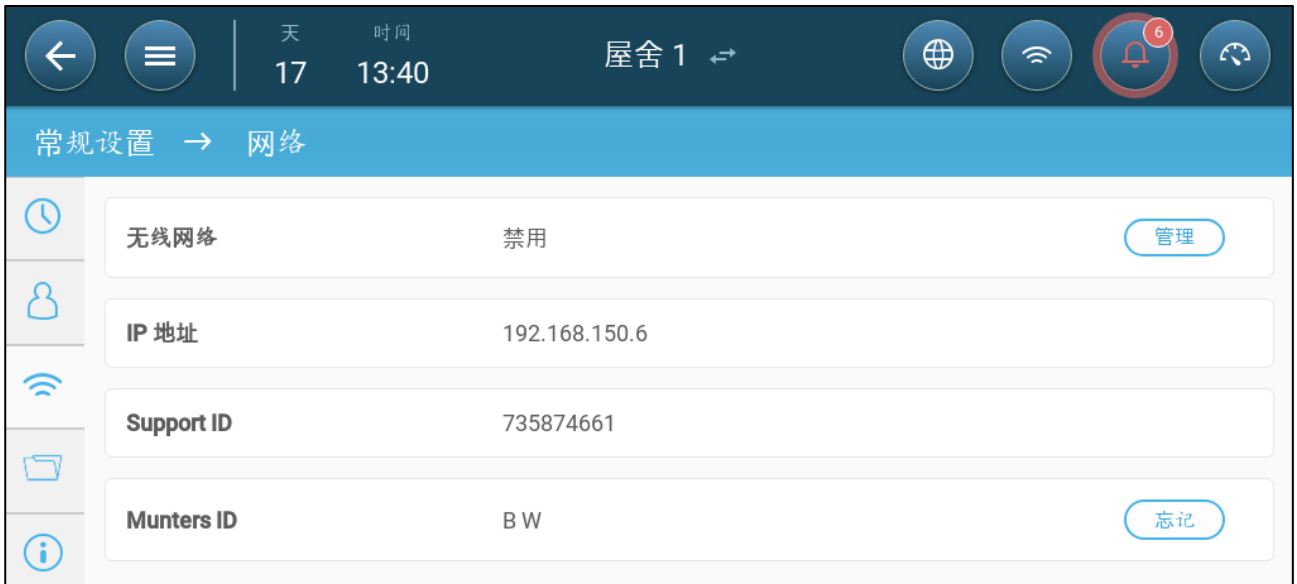 天 时间
17 13:40 屋舍 1 6
常规设置 → 网络
无线网络 禁用 管理
IP 地址 192.168.150.6
Support ID 735874661
Munters ID B W 忘记